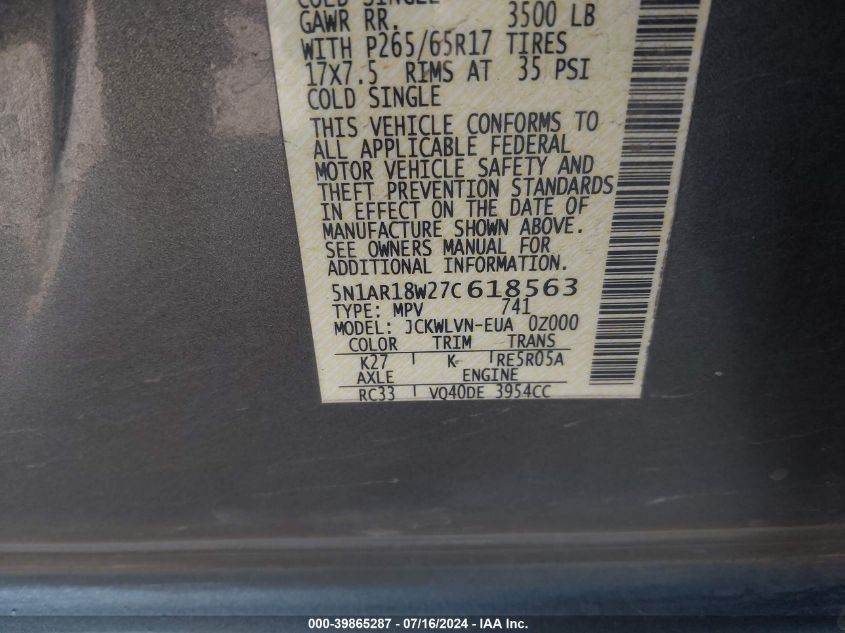 COLD SINGLE
GAWR RR. 3500 LB
WITH P265/65R17 TIRES
17X7.5 RIMS AT 35 PSI
COLD SINGLE
THIS VEHICLE CONFORMS TO
ALL APPLICABLE FEDERAL
MOTOR VEHICLE SAFETY AND
THEFT PREVENTION STANDARDS
IN EFFECT ON THE DATE OF
MANUFACTURE SHOWN ABOVE.
SEE OWNERS MANUAL FOR
ADDITIONAL INFORMATION.
5N1AR18W27C618563
TYPE: MPV 741
MODEL: JCKWLVN-EUA 0Z000
COLOR TRIM TRANS
K27 K RE5R05A
AXLE ENGINE
RC33 VQ40DE 3954CC
000-39865287 / 07/16/2024 - IAA Inc.